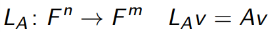 L_A: F^n → F^m    L_A v = Av